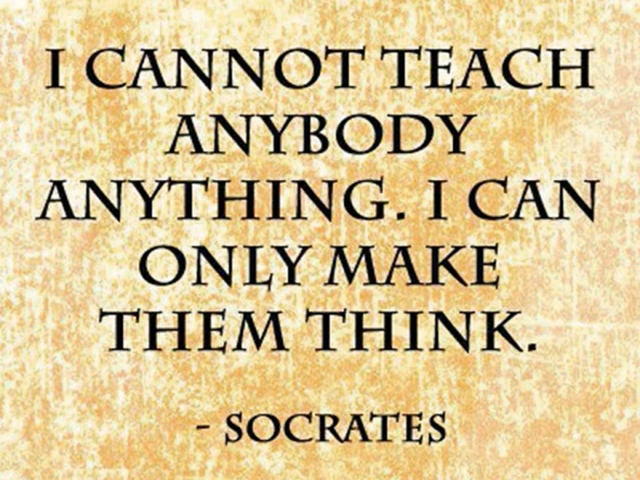 I CANNOT TEACH
ANYBODY
ANYTHING. I CAN
ONLY MAKE
THEM THINK.
- SOCRATES